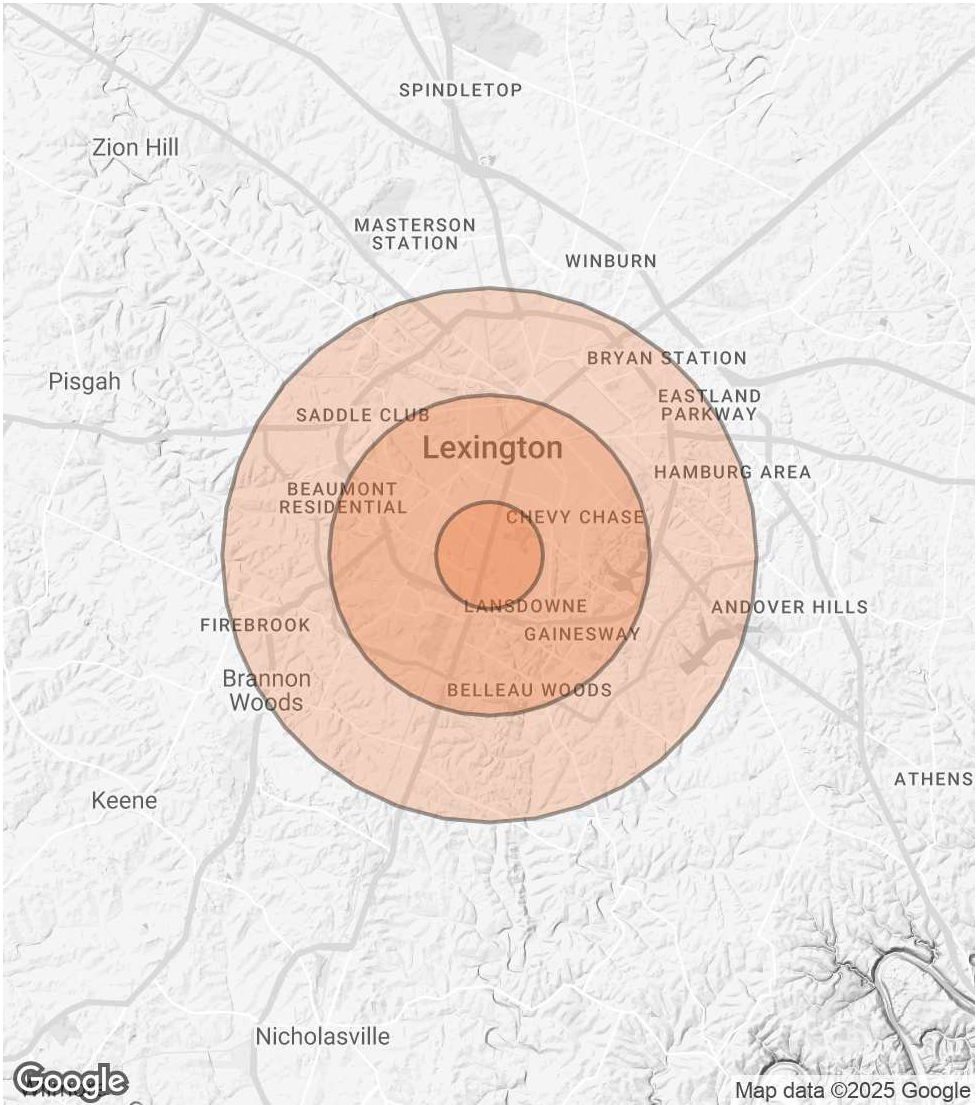 SPINDLETOP
Zion Hill
MASTERSON
STATION
WINBURN
BRYAN STATION
Pisgah
EASTLAND
PARKWAY
SADDLE CLUB
Lexington
HAMBURG AREA
BEAUMONT
RESIDENTIAL
CHEVY CHASE
LANSDOWNE
ANDOVER HILLS
FIREBROOK
GAINESWAY
Brannon
Woods
BELLEAU WOODS
ATHENS
Keene
Nicholasville
Google
Map data ©2025 Google